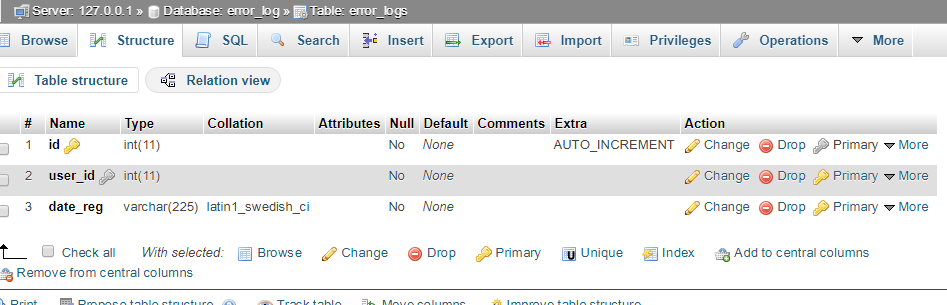 Server: 127.0.0.1 » Database: error_log » Table: error_logs
Browse Structure SQL Search Insert Export Import Privileges Operations More
Table structure Relation view
# Name Type Collation Attributes Null Default Comments Extra Action
1 id int(11) No None AUTO_INCREMENT Change Drop Primary More
2 user_id int(11) No None Change Drop Primary More
3 date_reg varchar(225) latin1_swedish_ci No None Change Drop Primary More
Check all With selected: Browse Change Drop Primary Unique Index Add to central columns
Remove from central columns
Print Propose table structure Track table Move columns Improve table structure